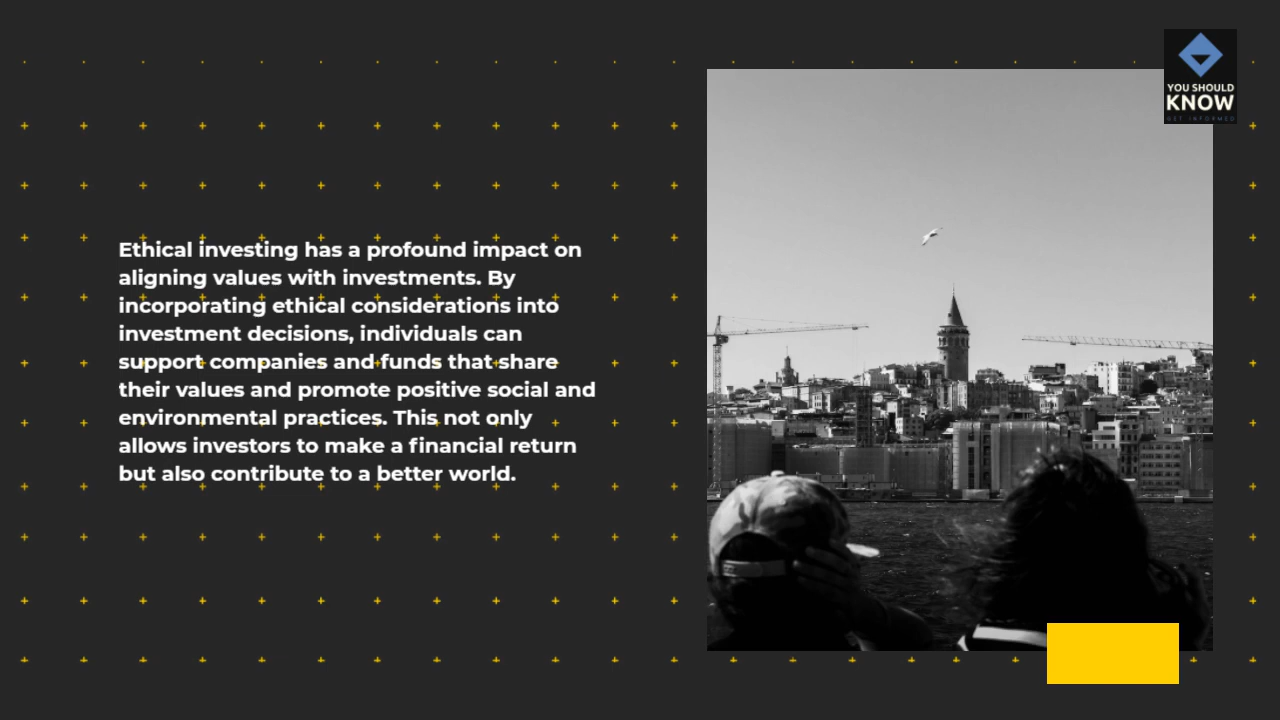 YOU SHOULD
KNOW
GET INFORMED
Ethical investing has a profound impact on
aligning values with investments. By
incorporating ethical considerations into
investment decisions, individuals can
support companies and funds that share
their values and promote positive social and
environmental practices. This not only
allows investors to make a financial return
but also contribute to a better world.